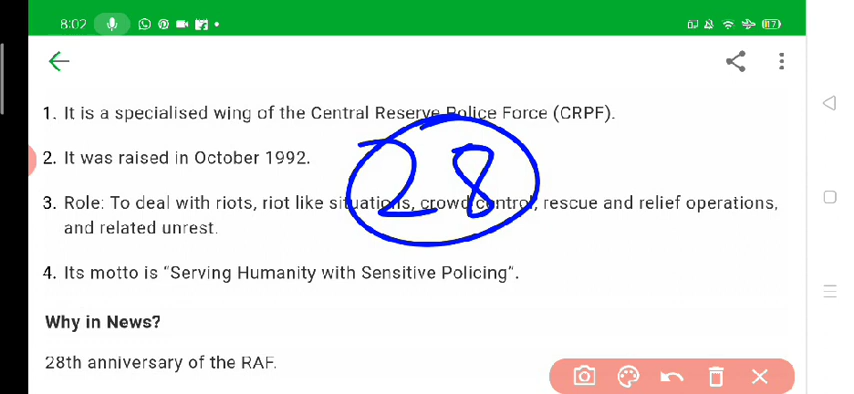 8:02
17
1. It is a specialised wing of the Central Reserve Police Force (CRPF).
2. It was raised in October 1992.
28
3. Role: To deal with riots, riot like situations, crowd control, rescue and relief operations,
and related unrest.
4. Its motto is “Serving Humanity with Sensitive Policing”.
Why in News?
28th anniversary of the RAF.